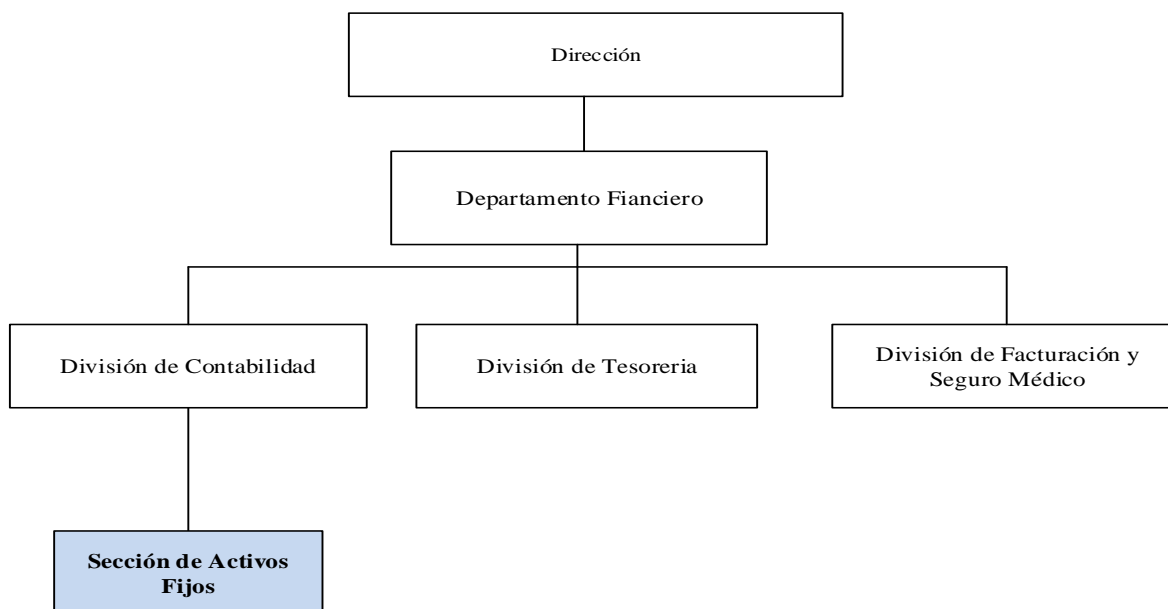 Dirección
Departamento Fianciero
División de Contabilidad
División de Tesoreria
División de Facturación y
Seguro Médico
Sección de Activos
Fijos